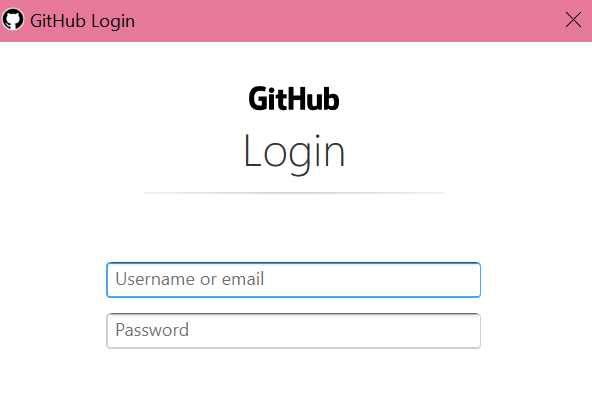 GitHub Login
GitHub
Login
Username or email
Password